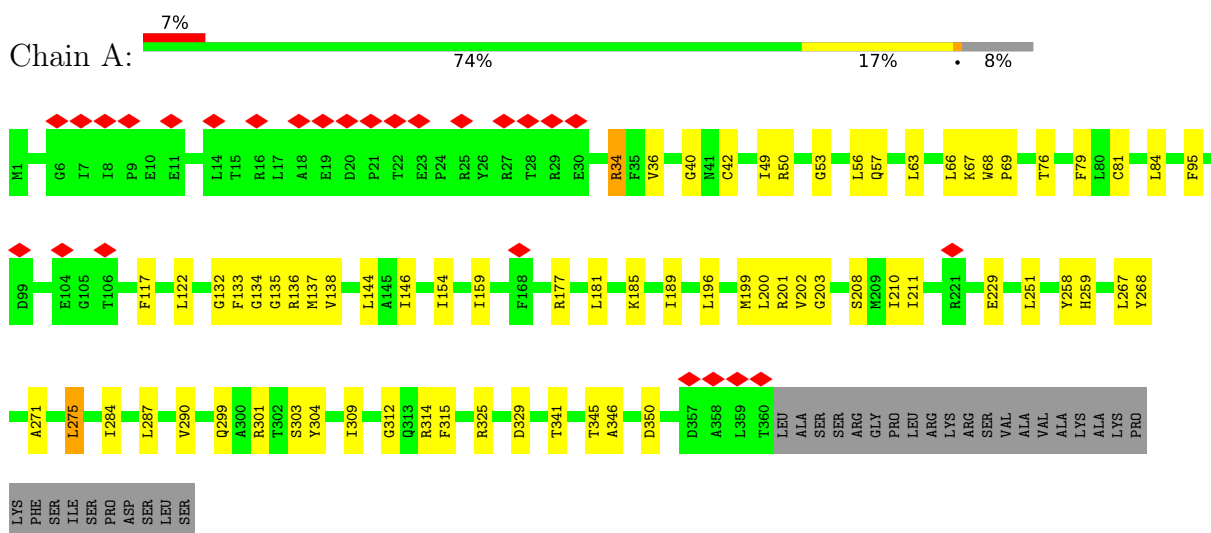 7%
Chain A:
74% 17% • 8%
M1 G6 I7 I8 P9 E10 E11 L14 T15 R16 L17 A18 E19 D20 P21 T22 E23 P24 R25 Y26 R27 T28 R29 E30 R34 F35 V36 G40 N41 C42 I49 R50 G53 L56 Q57 L63 L66 K67 W68 P69 T76 F79 L80 C81 L84 F95
D99 E104 G105 T106 F117 L122 G132 F133 G134 G135 R136 M137 V138 L144 A145 I146 I154 I159 F168 R177 L181 K185 I189 L196 M199 L200 R201 V202 G203 S208 M209 I210 I211 R221 E229 L251 Y258 H259 L267 Y268
A271 L275 I284 L287 V290 Q299 A300 R301 T302 S303 Y304 I309 G312 Q313 R314 F315 R325 D329 T341 T345 A346 D350 D357 A358 L359 T360 LEU ALA SER SER ARG GLY PRO LEU ARG LYS ARG SER VAL ALA VAL ALA LYS ALA LYS PRO
LYS PHE SER ILE SER PRO ASP SER LEU SER